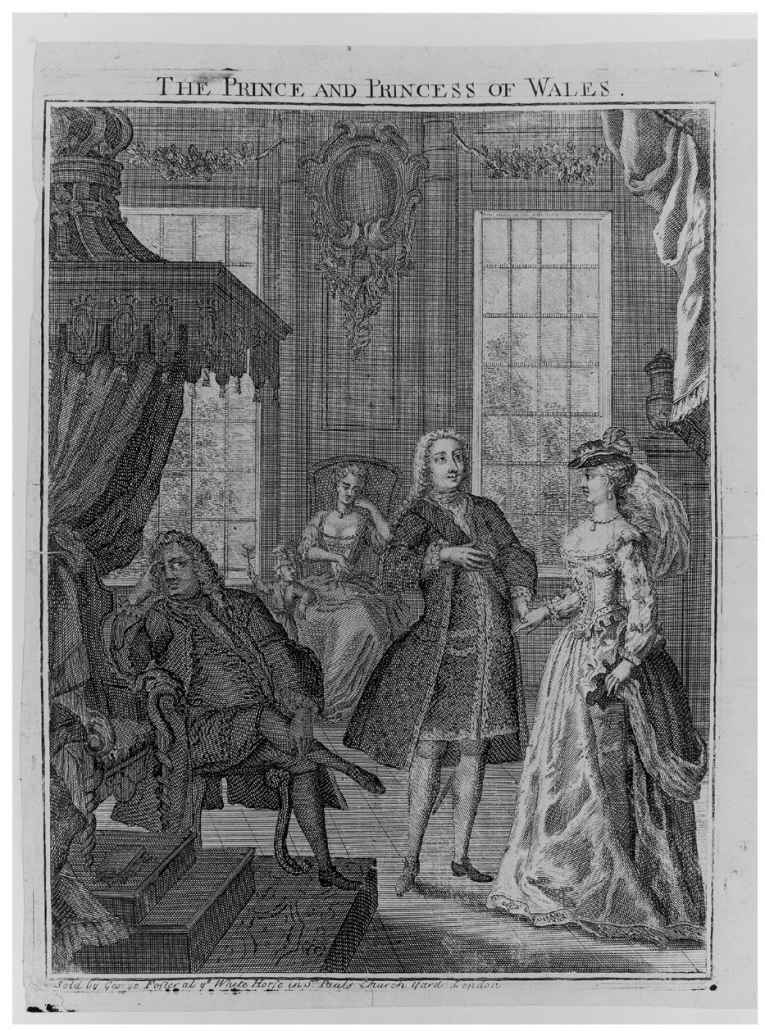 THE PRINCE AND PRINCESS OF WALES.
Sold by George Foster at yᵉ White Horse in Sᵗ. Pauls Church Yard London